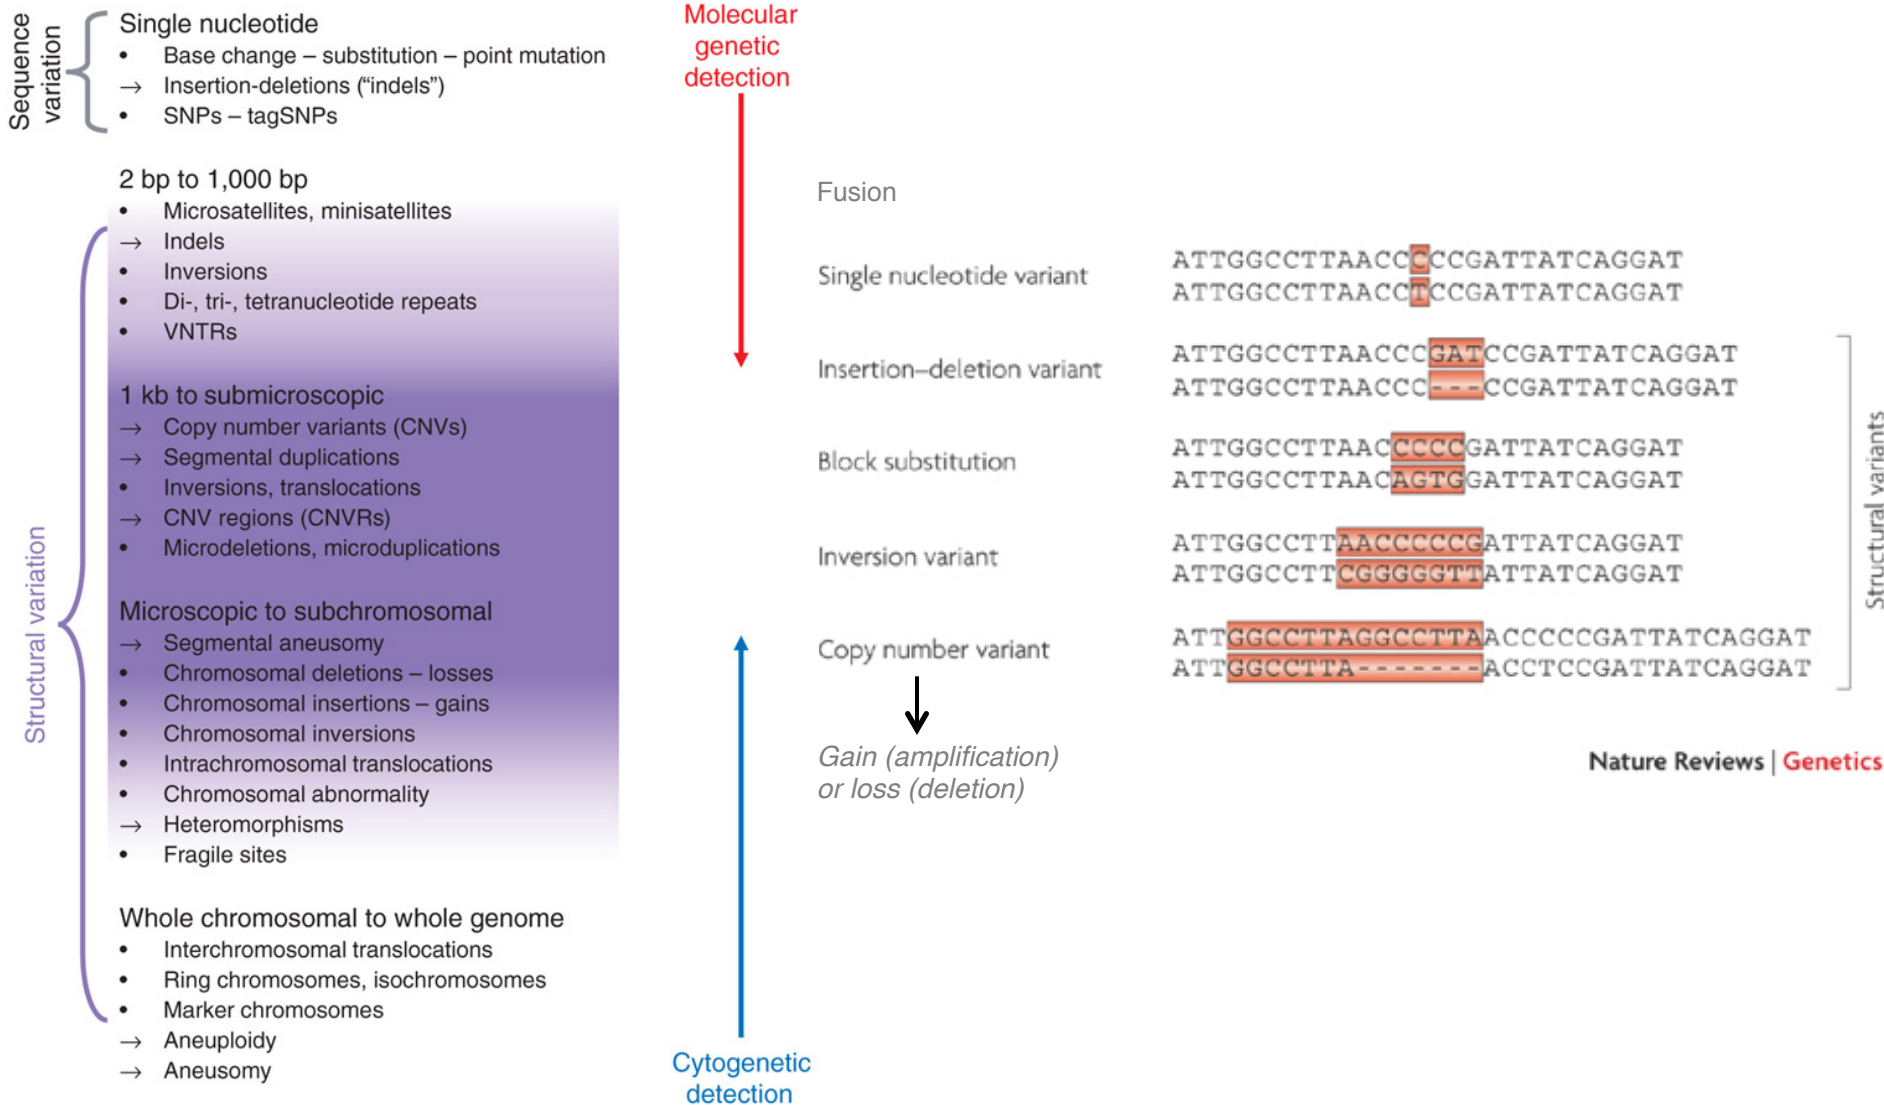 Sequence
variation
Single nucleotide
• Base change – substitution – point mutation
→ Insertion-deletions (“indels”)
• SNPs – tagSNPs
Structural variation
2 bp to 1,000 bp
• Microsatellites, minisatellites
→ Indels
• Inversions
• Di-, tri-, tetranucleotide repeats
• VNTRs
1 kb to submicroscopic
→ Copy number variants (CNVs)
→ Segmental duplications
• Inversions, translocations
→ CNV regions (CNVRs)
• Microdeletions, microduplications
Microscopic to subchromosomal
→ Segmental aneusomy
• Chromosomal deletions – losses
• Chromosomal insertions – gains
• Chromosomal inversions
• Intrachromosomal translocations
• Chromosomal abnormality
→ Heteromorphisms
• Fragile sites
Whole chromosomal to whole genome
• Interchromosomal translocations
• Ring chromosomes, isochromosomes
• Marker chromosomes
→ Aneuploidy
→ Aneusomy
Molecular
genetic
detection
Cytogenetic
detection
Fusion
Single nucleotide variant
ATTGGCCTTAACCCCCGATTATCAGGAT
ATTGGCCTTAACCTCCGATTATCAGGAT
Insertion–deletion variant
ATTGGCCTTAACCCGATCCGATTATCAGGAT
ATTGGCCTTAACCC---CCGATTATCAGGAT
Block substitution
ATTGGCCTTAACCCCCGATTATCAGGAT
ATTGGCCTTAACAGTGGATTATCAGGAT
Inversion variant
ATTGGCCTTAACCCCCGATTATCAGGAT
ATTGGCCTTCGGGGGTTATTATCAGGAT
Copy number variant
ATTGGCCTTAGGCCTTAACCCCCGATTATCAGGAT
ATTGGCCTTA-------ACCTCCGATTATCAGGAT
Gain (amplification)
or loss (deletion)
Structural variants
Nature Reviews | Genetics